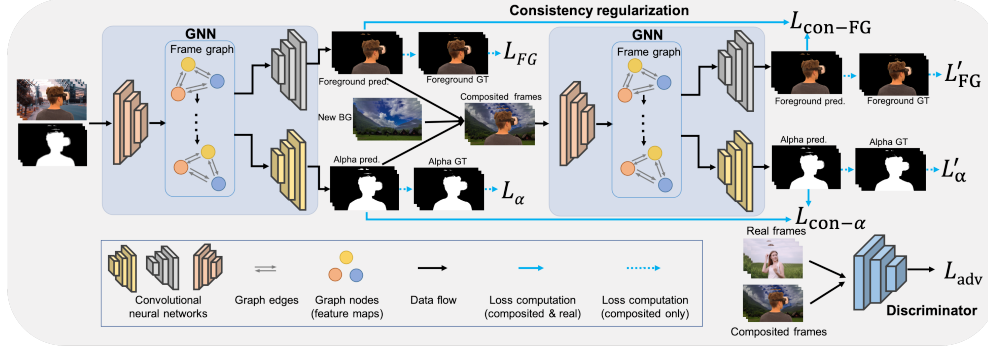 Consistency regularization
GNN
Frame graph
Foreground pred.
Foreground GT
L_FG
New BG
Composited frames
Alpha pred.
Alpha GT
L_α
GNN
Frame graph
L_con−FG
Foreground pred.
Foreground GT
L′_FG
Alpha pred.
Alpha GT
L′_α
L_con−α
Convolutional
neural networks
Graph edges
Graph nodes
(feature maps)
Data flow
Loss computation
(composited & real)
Loss computation
(composited only)
Real frames
Composited frames
L_adv
Discriminator